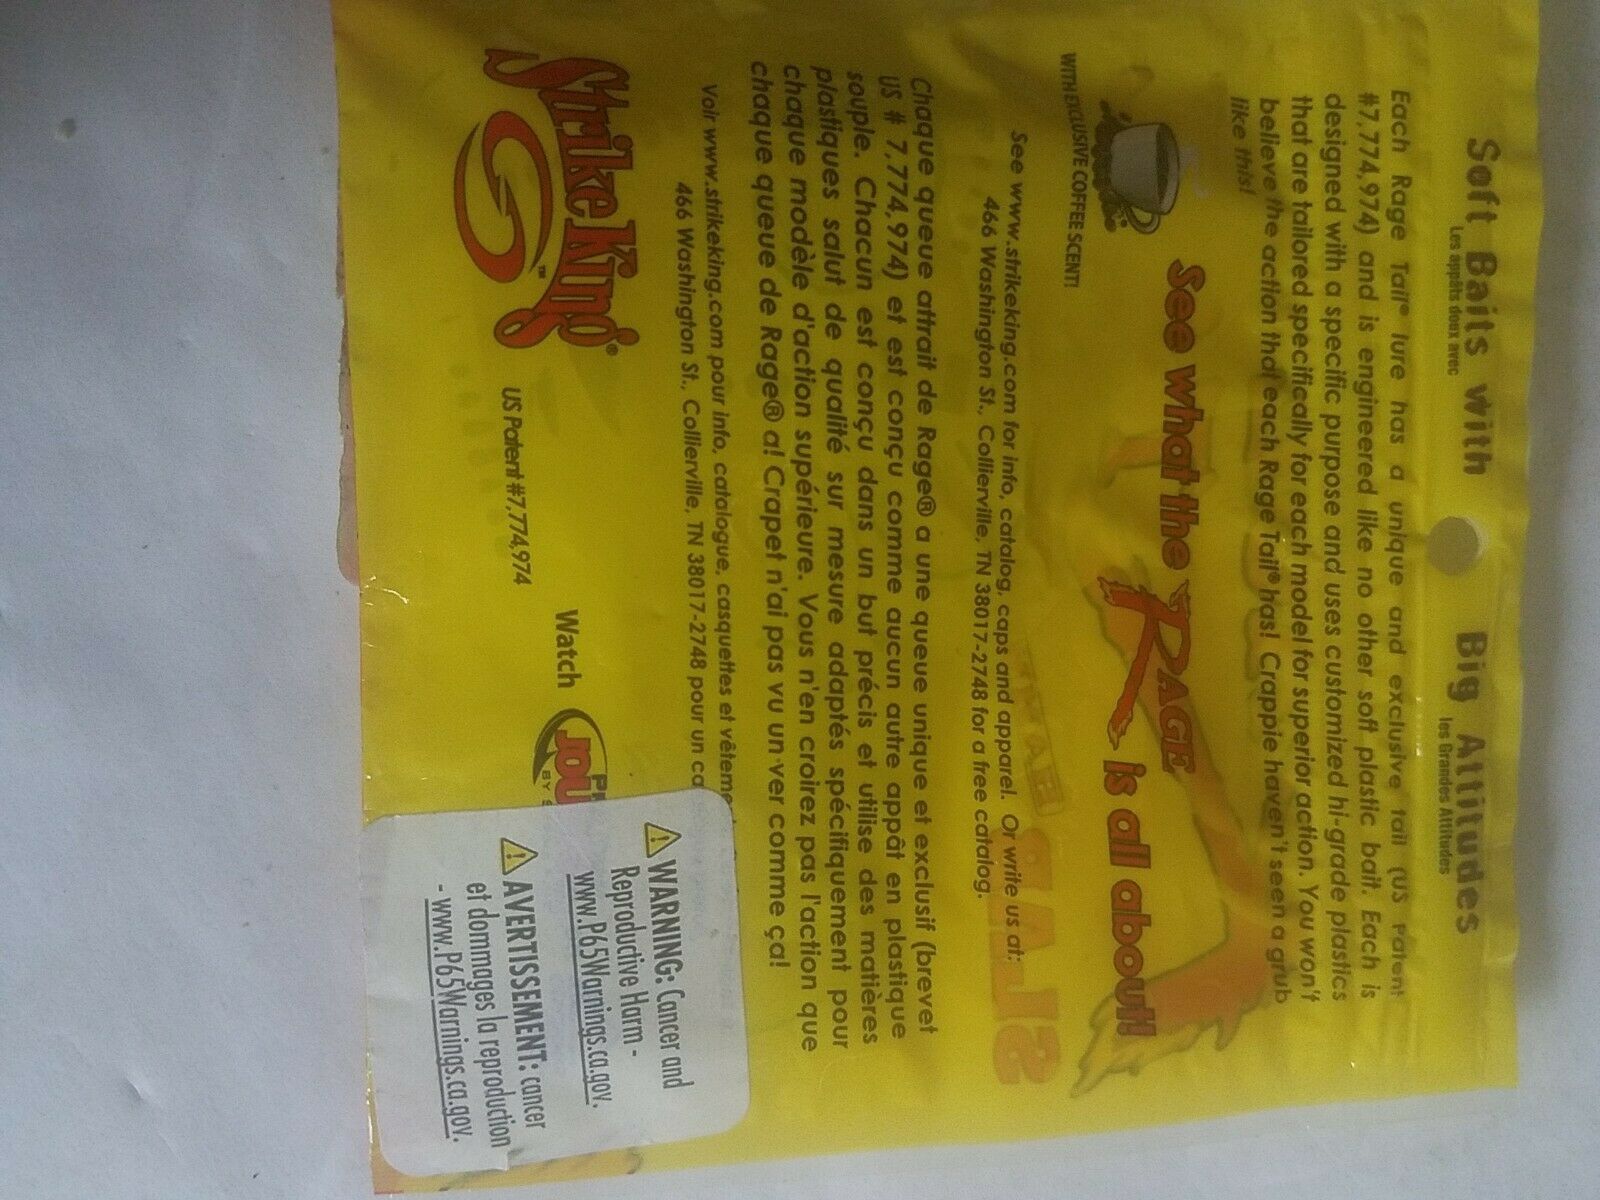 Soft Baits with Big Attitudes
Les appâts doux avec les Grandes Attitudes
Each Rage Tail® lure has a unique and exclusive tail (US Patent
#7,774,974) and is engineered like no other soft plastic bait. Each is
designed with a specific purpose and uses customized hi-grade plastics
that are tailored specifically for each model for superior action. You won't
believe the action that each Rage Tail® has! Crappie haven't seen a grub
like this!
See what the RAGE is all about!
WITH EXCLUSIVE COFFEE SCENT!
See www.strikeking.com for info, catalog, caps and apparel. Or write us at:
466 Washington St., Collierville, TN 38017-2748 for a free catalog.
Chaque queue attrait de Rage® a une queue unique et exclusif (brevet
US # 7,774,974) et est conçu comme aucun autre appât en plastique
souple. Chacun est conçu dans un but précis et utilise des matières
plastiques salut de qualité sur mesure adaptés spécifiquement pour
chaque modèle d'action supérieure. Vous n'en croirez pas l'action que
chaque queue de Rage® a! Crapet n'ai pas vu un ver comme ça!
Voir www.strikeking.com pour info, catalogue, casquettes et vêteme
466 Washington St., Collierville, TN 38017-2748 pour un ca
Strike King®
™
US Patent #7,774,974
Watch
JOU
BY S
WARNING: Cancer and
Reproductive Harm -
www.P65Warnings.ca.gov.
AVERTISSEMENT: cancer
et dommages la reproduction
- www.P65Warnings.ca.gov.